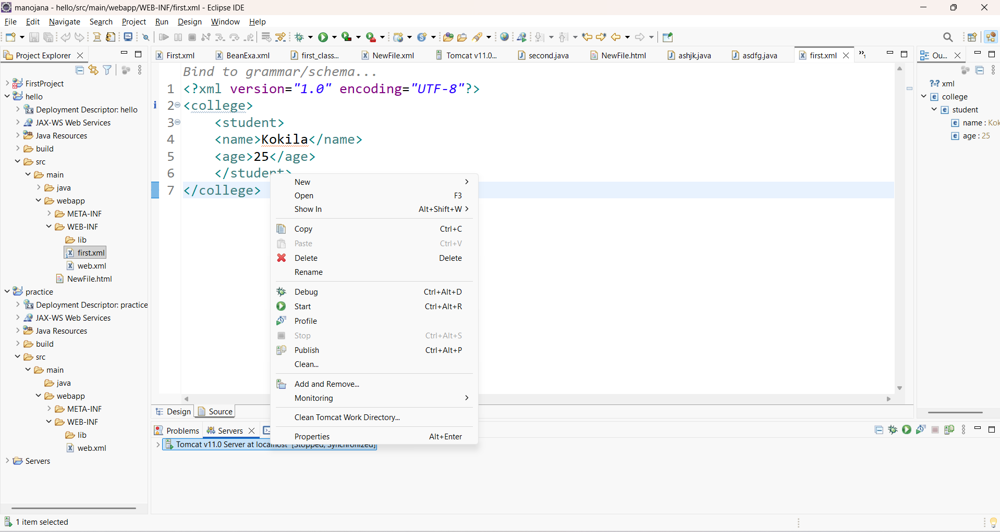 manojana - hello/src/main/webapp/WEB-INF/first.xml - Eclipse IDE
File Edit Navigate Search Project Run Design Window Help
Project Explorer
First.xml BeanExa.xml first_class... NewFile.xml Tomcat v11.0... second.java NewFile.html ashjk.java asdfg.java first.xml »1
Ou...
FirstProject
hello
Deployment Descriptor: hello
JAX-WS Web Services
Java Resources
build
src
main
java
webapp
META-INF
WEB-INF
lib
first.xml
web.xml
NewFile.html
practice
Deployment Descriptor: practice
JAX-WS Web Services
Java Resources
build
src
main
java
webapp
META-INF
WEB-INF
lib
web.xml
Servers
Bind to grammar/schema...
1 <?xml version="1.0" encoding="UTF-8"?>
2 <college>
3 <student>
4 <name>Kokila</name>
5 <age>25</age>
6 </student>
7 </college>
New
Open F3
Show In Alt+Shift+W
Copy Ctrl+C
Paste Ctrl+V
Delete Delete
Rename
Debug Ctrl+Alt+D
Start Ctrl+Alt+R
Profile
Stop Ctrl+Alt+S
Publish Ctrl+Alt+P
Clean...
Add and Remove...
Monitoring
Clean Tomcat Work Directory...
Properties Alt+Enter
?-? xml
college
student
name : Kok
age : 25
Design Source
Problems Servers
Tomcat v11.0 Server at localhost [Stopped, Synchronized]
1 item selected